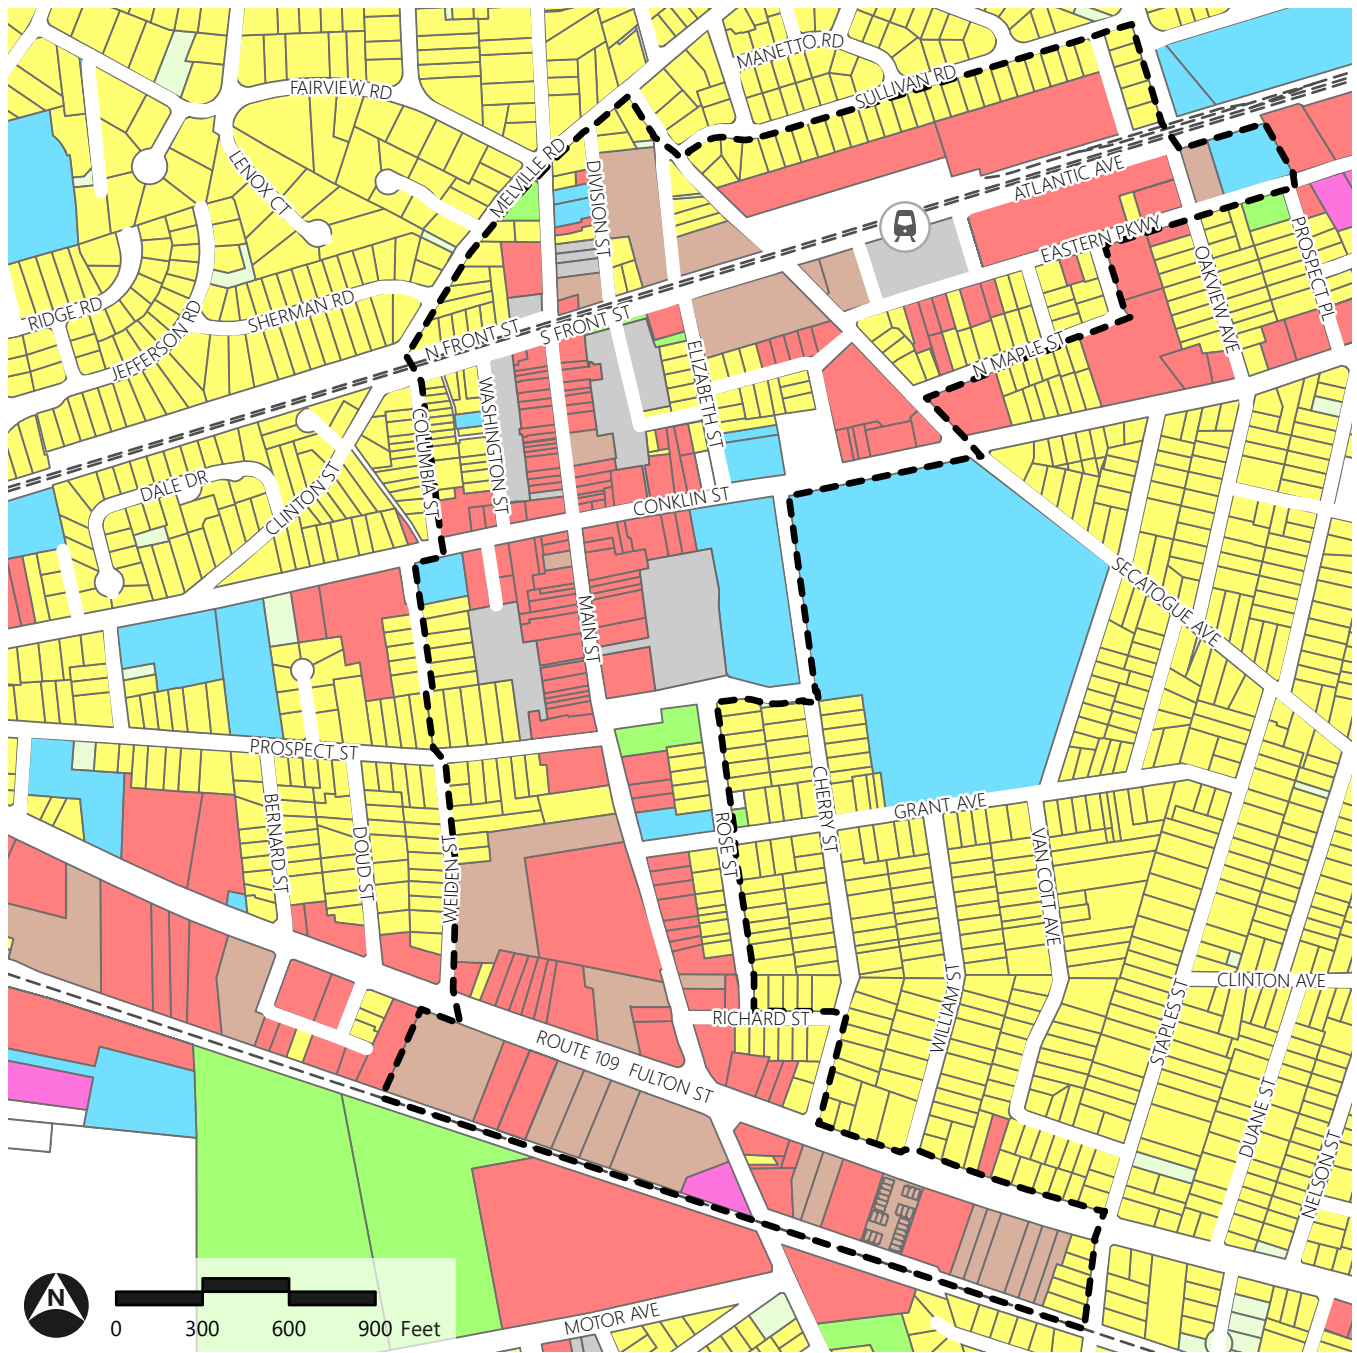 MANETTO RD
FAIRVIEW RD
SULLIVAN RD
MELVILLE RD
DIVISION ST
LENOX CT
ATLANTIC AVE
EASTERN PKWY
OAKVIEW AVE
PROSPECT PL
RIDGE RD
SHERMAN RD
JEFFERSON RD
N FRONT ST
S FRONT ST
ELIZABETH ST
N MAPLE ST
WASHINGTON ST
COLUMBIA ST
DALE DR
CLINTON ST
CONKLIN ST
MAIN ST
SECATOGUE AVE
PROSPECT ST
BERNARD ST
DOUD ST
WEIDEN ST
ROSE ST
CHERRY ST
GRANT AVE
VAN COTT AVE
WILLIAM ST
CLINTON AVE
STAPLES ST
RICHARD ST
ROUTE 109 FULTON ST
DUANE ST
NELSON ST
MOTOR AVE
N
0 300 600 900 Feet